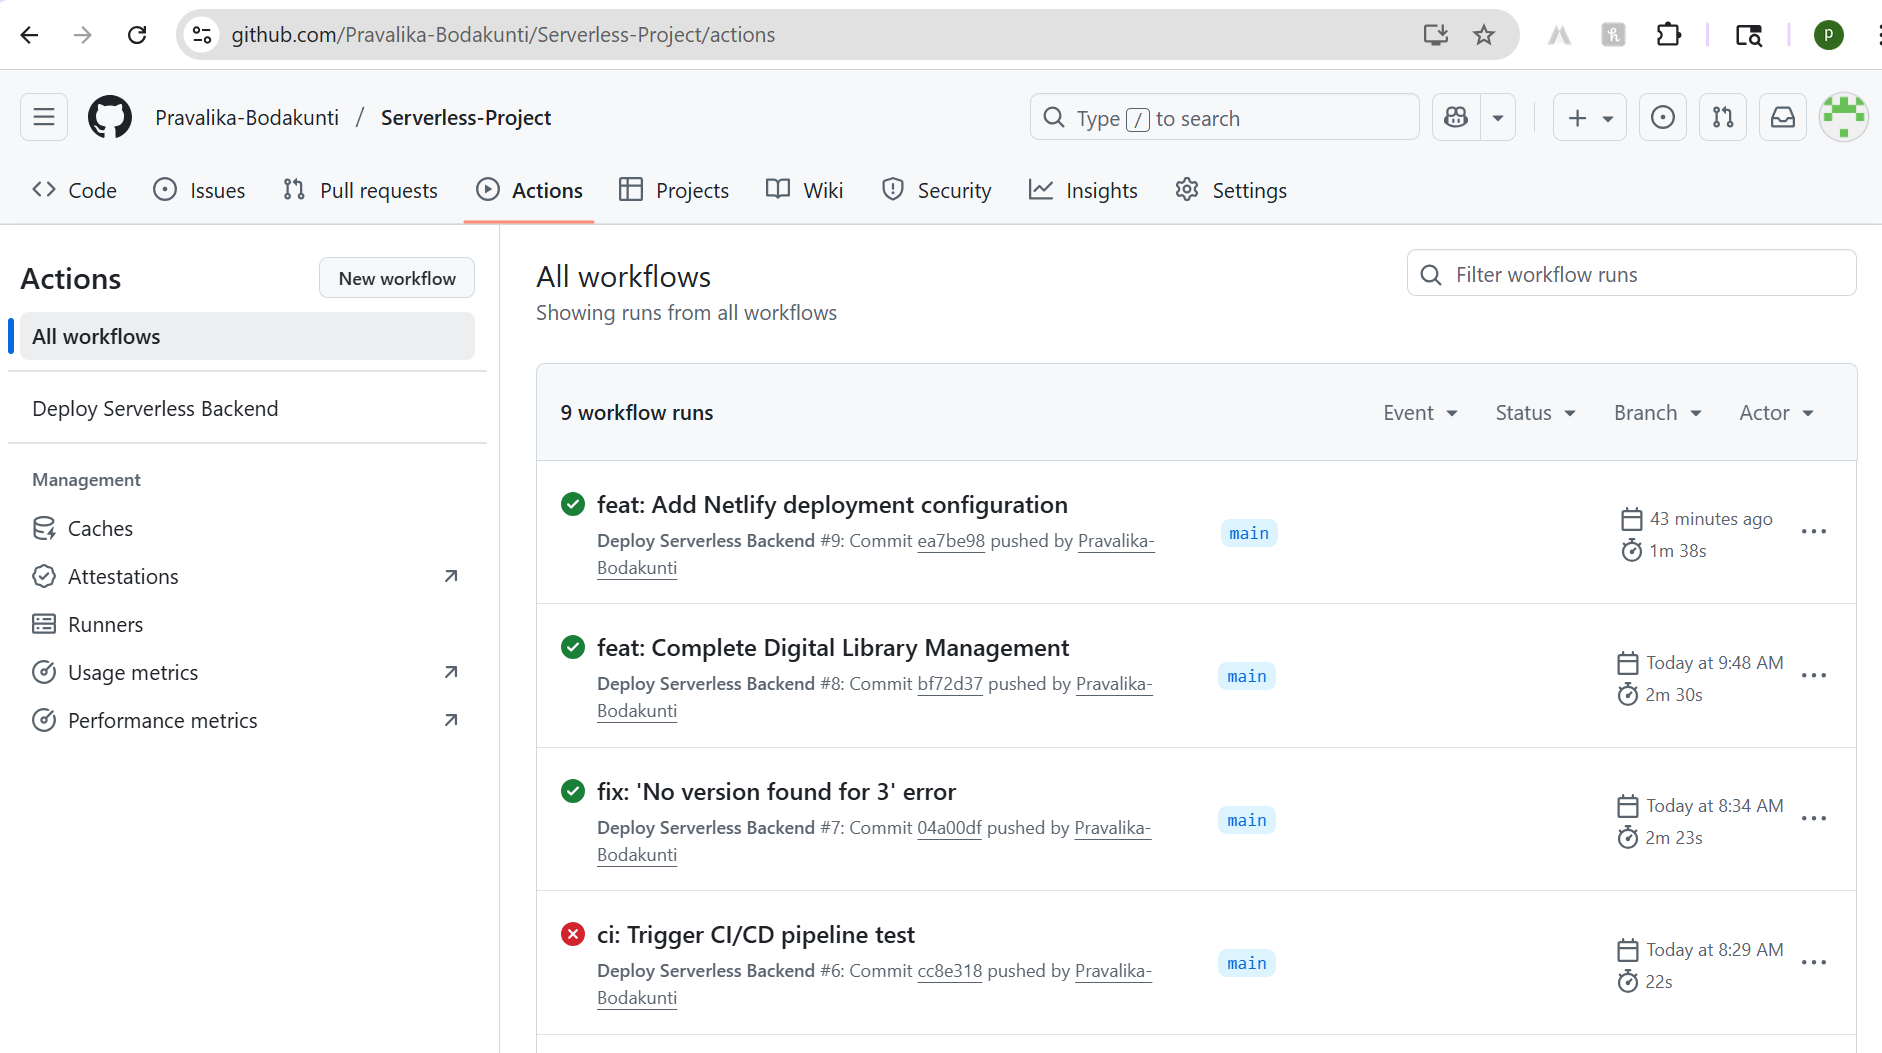 github.com/Pravalika-Bodakunti/Serverless-Project/actions
p
Pravalika-Bodakunti / Serverless-Project
Type / to search
Code
Issues
Pull requests
Actions
Projects
Wiki
Security
Insights
Settings
Actions
New workflow
All workflows
Deploy Serverless Backend
Management
Caches
Attestations
Runners
Usage metrics
Performance metrics
All workflows
Showing runs from all workflows
Filter workflow runs
9 workflow runs
Event
Status
Branch
Actor
feat: Add Netlify deployment configuration
Deploy Serverless Backend #9: Commit ea7be98 pushed by Pravalika-
Bodakunti
main
43 minutes ago
1m 38s
feat: Complete Digital Library Management
Deploy Serverless Backend #8: Commit bf72d37 pushed by Pravalika-
Bodakunti
main
Today at 9:48 AM
2m 30s
fix: 'No version found for 3' error
Deploy Serverless Backend #7: Commit 04a00df pushed by Pravalika-
Bodakunti
main
Today at 8:34 AM
2m 23s
ci: Trigger CI/CD pipeline test
Deploy Serverless Backend #6: Commit cc8e318 pushed by Pravalika-
Bodakunti
main
Today at 8:29 AM
22s